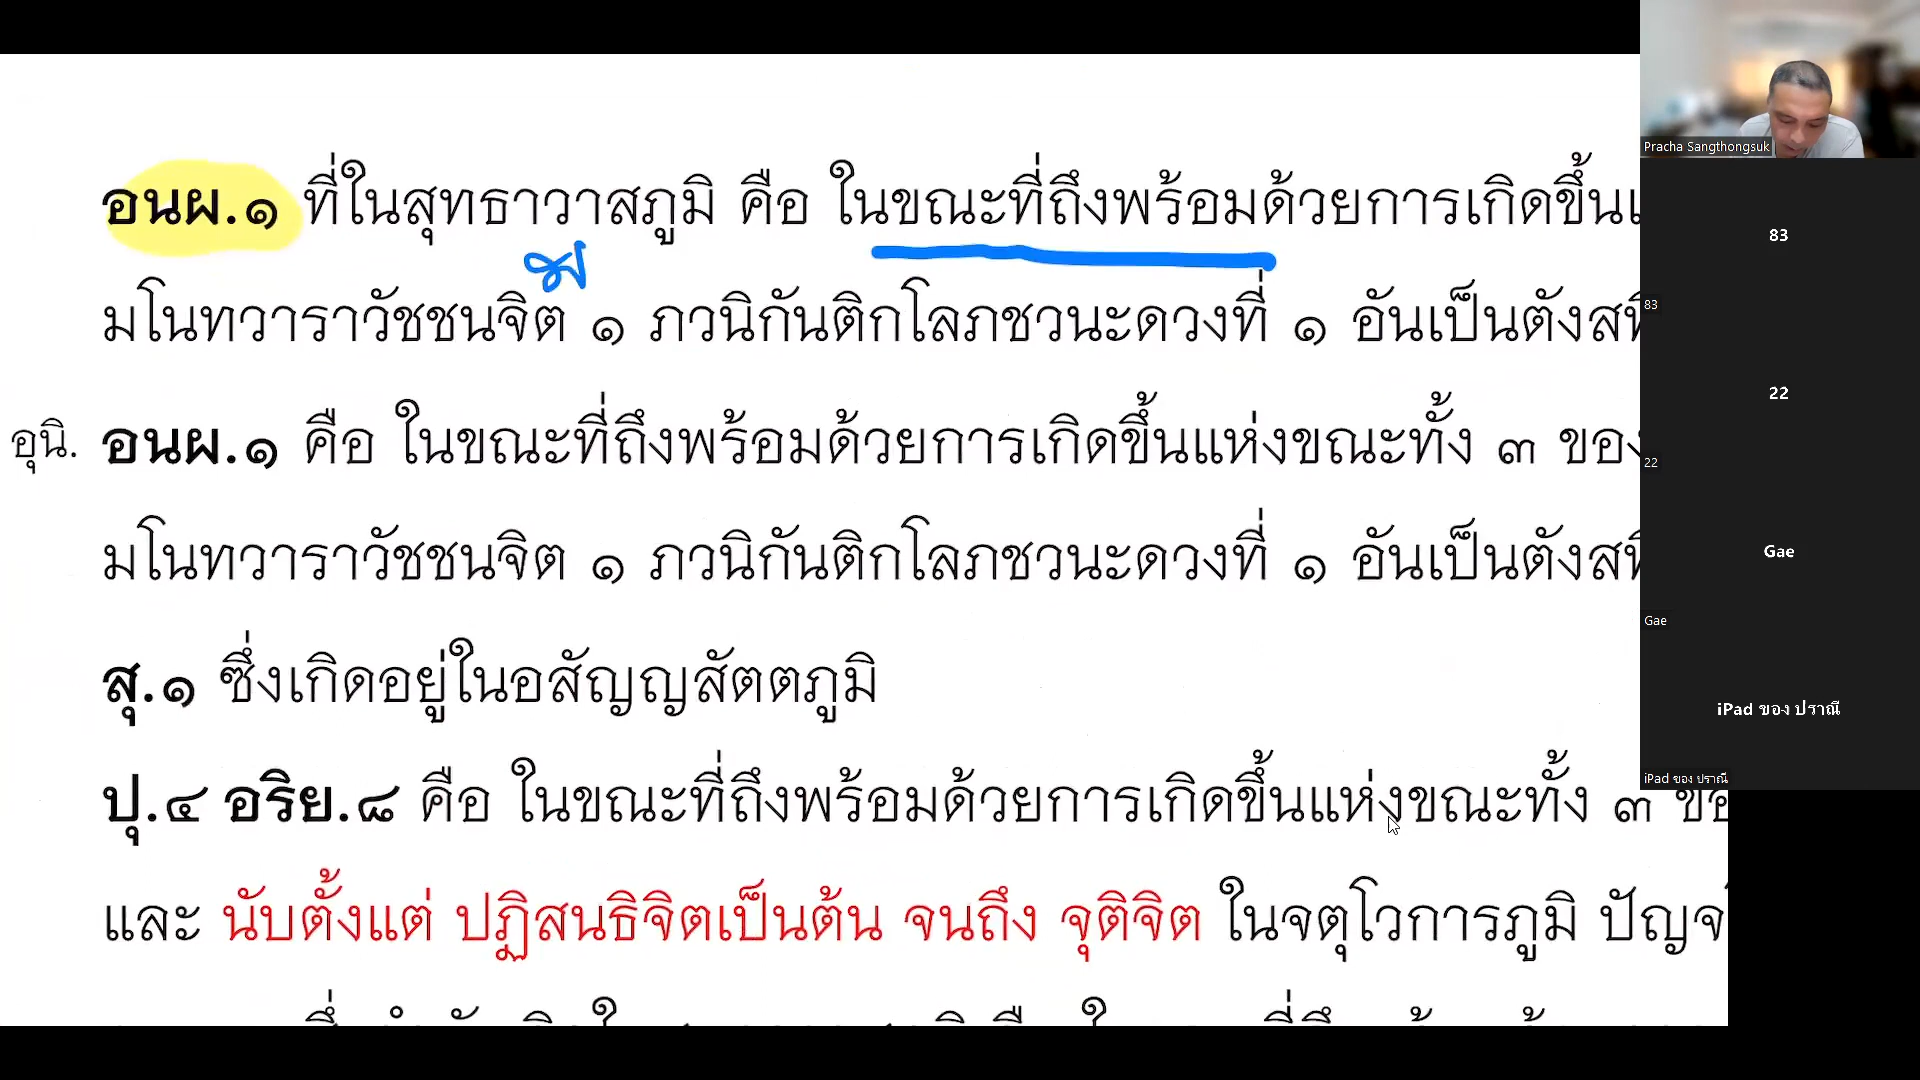 อนผ.๑ ที่ในสุทธาวาสภูมิ คือ ในขณะที่ถึงพร้อมด้วยการเกิดขึ้น
มโนทวาราวัชชนจิต ๑ ภวนิกันติกโลภชวนะดวงที่ ๑ อันเป็นตัง
อุนิ. อนผ.๑ คือ ในขณะที่ถึงพร้อมด้วยการเกิดขึ้นแห่งขณะทั้ง ๓ ของ
มโนทวาราวัชชนจิต ๑ ภวนิกันติกโลภชวนะดวงที่ ๑ อันเป็นตัง
สุ.๑ ซึ่งเกิดอยู่ในอสัญญสัตตภูมิ
ปุ.๔ อริย.๘ คือ ในขณะที่ถึงพร้อมด้วยการเกิดขึ้นแห่งขณะทั้ง ๓
และ นับตั้งแต่ ปฏิสนธิจิตเป็นต้น จนถึง จุติจิต ในจตุโวการภูมิ ปัญจ
Pracha Sangthongsuk
83
83
22
22
Gae
Gae
iPad ของ ปราณี
iPad ของ ปราณี